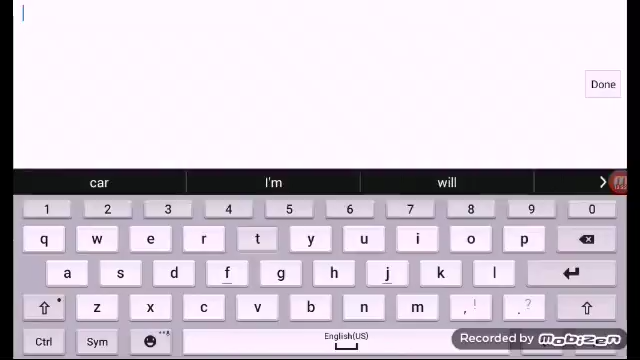 Done
car I'm will
1 2 3 4 5 6 7 8 9 0
q w e r t y u i o p
a s d f g h j k l
z x c v b n m , ! . ?
Ctrl Sym English(US)
Recorded by Mobizen